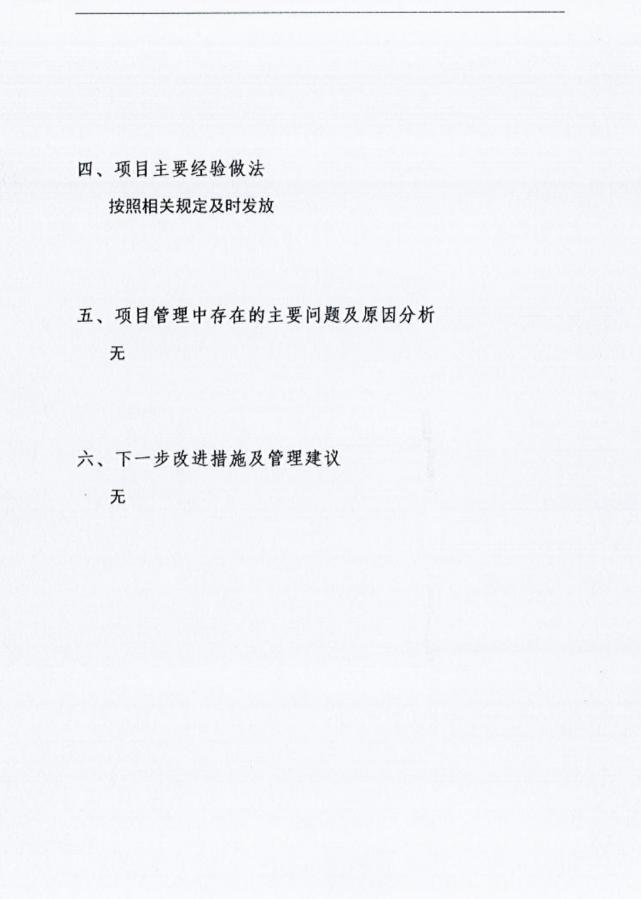 四、项目主要经验做法
按照相关规定及时发放
五、项目管理中存在的主要问题及原因分析
无
六、下一步改进措施及管理建议
无